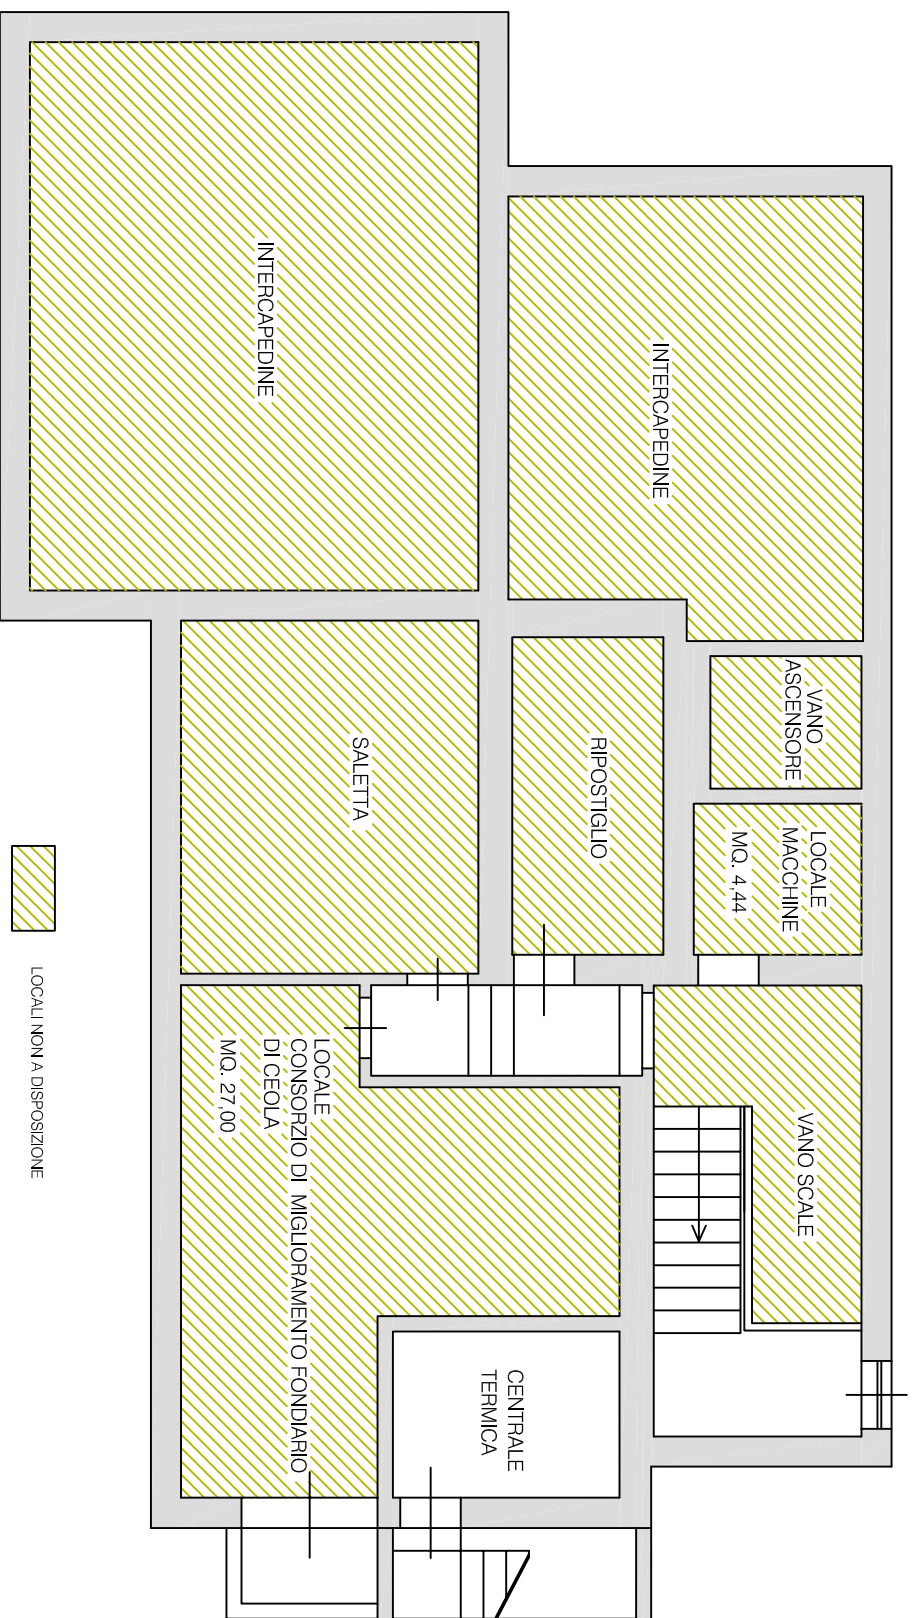 INTERCAPEDINE
INTERCAPEDINE
VANO
ASCENSORE
LOCALE
MACCHINE
MQ. 4,44
RIPOSTIGLIO
SALETTA
VANO SCALE
LOCALE
CONSORZIO DI MIGLIORAMENTO FONDIARIO
DI CEOLA
MQ. 27,00
CENTRALE
TERMICA
LOCALI NON A DISPOSIZIONE